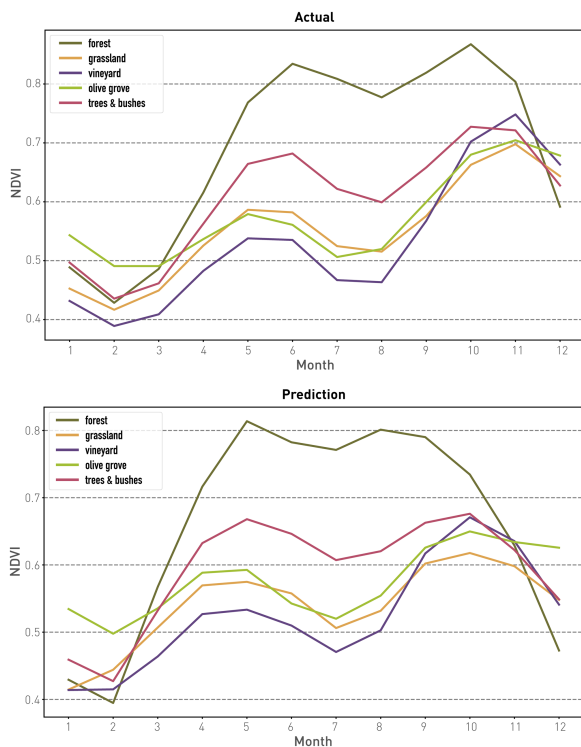 Actual
forest
grassland
vineyard
olive grove
trees & bushes
0.8
0.7
0.6
0.5
0.4
NDVI
1 2 3 4 5 6 7 8 9 10 11 12
Month
Prediction
forest
grassland
vineyard
olive grove
trees & bushes
0.8
0.7
0.6
0.5
0.4
NDVI
1 2 3 4 5 6 7 8 9 10 11 12
Month